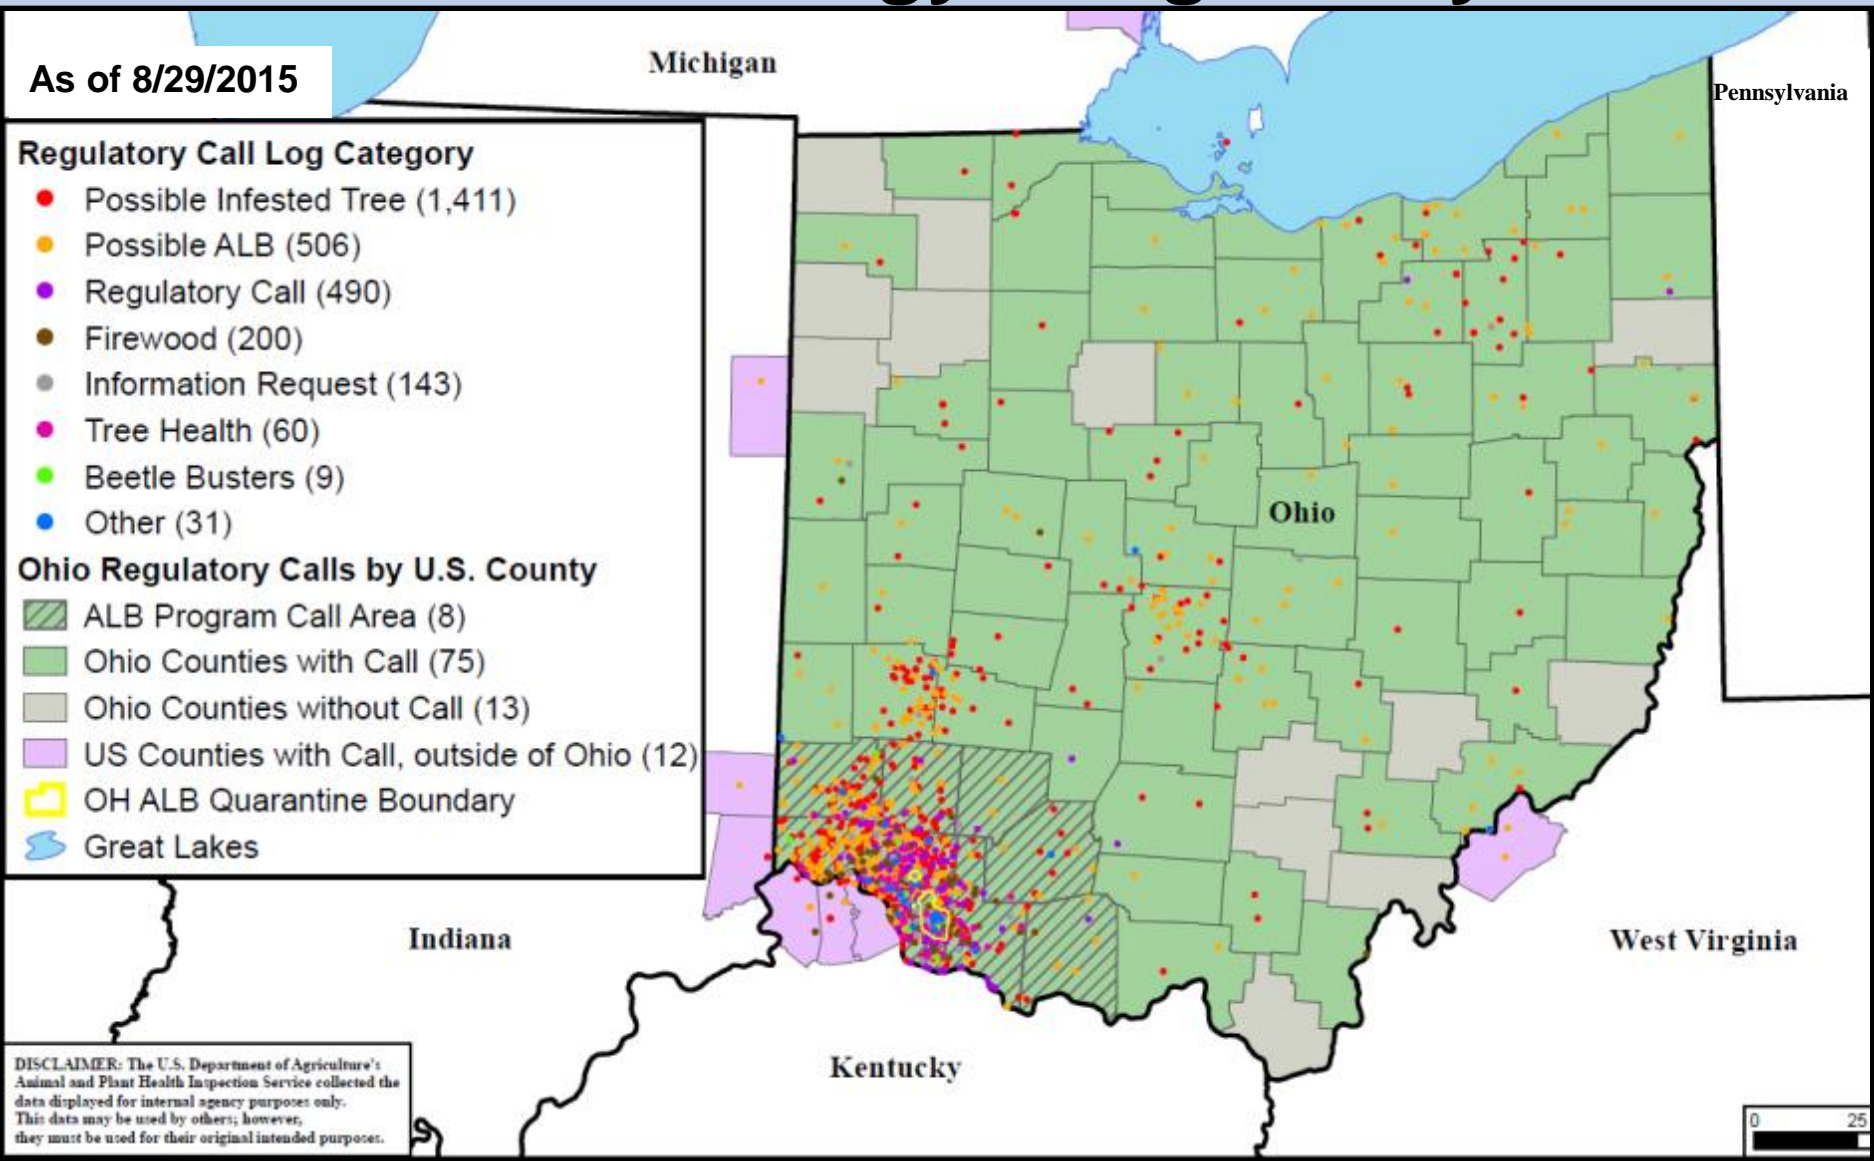 As of 8/29/2015
Michigan
Pennsylvania
Regulatory Call Log Category
Possible Infested Tree (1,411)
Possible ALB (506)
Regulatory Call (490)
Firewood (200)
Information Request (143)
Tree Health (60)
Beetle Busters (9)
Other (31)
Ohio Regulatory Calls by U.S. County
ALB Program Call Area (8)
Ohio Counties with Call (75)
Ohio Counties without Call (13)
US Counties with Call, outside of Ohio (12)
OH ALB Quarantine Boundary
Great Lakes
Ohio
Indiana
West Virginia
Kentucky
DISCLAIMER: The U.S. Department of Agriculture's
Animal and Plant Health Inspection Service collected the
data displayed for internal agency purposes only.
This data may be used by others; however,
they must be used for their original intended purposes.
0 25